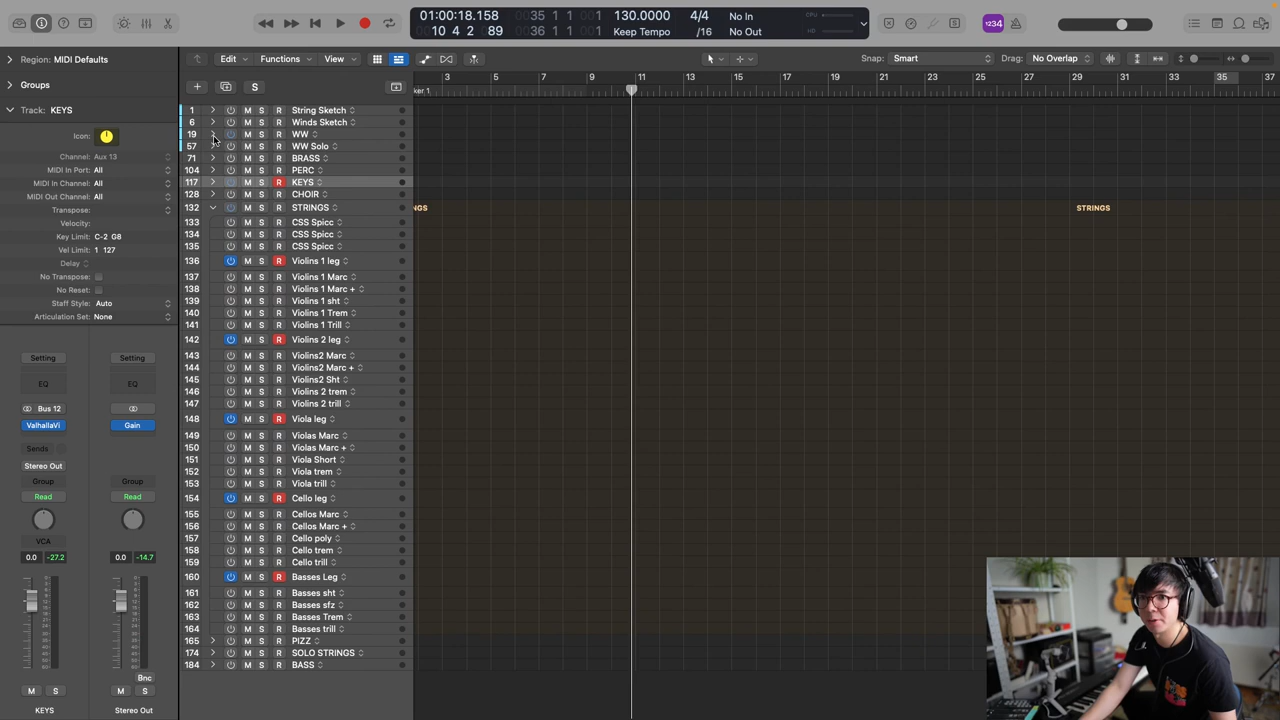 01:00:18.158
10 4 2 89
35 1 1 1
36 1 1 1
130.0000
Keep Tempo
4/4
/16
No In
No Out
CPU
HD
1234
Region: MIDI Defaults
Groups
Track: KEYS
Icon:
Channel: Aux 13
MIDI In Port: All
MIDI In Channel: All
MIDI Out Channel: All
Transpose:
Velocity:
Key Limit: C-2 G8
Vel Limit: 1 127
Delay
No Transpose:
No Reset:
Staff Style: Auto
Articulation Set: None
Setting
Setting
EQ
EQ
Bus 12
ValhallaVi
Gain
Sends
Stereo Out
Group
Group
Read
Read
VCA
0.0 -27.2
0.0 -14.7
Bnc
M S
M S
KEYS
Stereo Out
Edit
Functions
View
Snap: Smart
Drag: No Overlap
S
3 5 7 9 11 13 15 17 19 21 23 25 27 29 31 33 35 37
ker 1
1 M S R String Sketch
6 M S R Winds Sketch
19 M S R WW
57 M S R WW Solo
71 M S R BRASS
104 M S R PERC
117 M S R KEYS
128 M S R CHOIR
132 M S R STRINGS
NGS
STRINGS
133 M S R CSS Spicc
134 M S R CSS Spicc
135 M S R CSS Spicc
136 M S R Violins 1 leg
137 M S R Violins 1 Marc
138 M S R Violins 1 Marc +
139 M S R Violins 1 sht
140 M S R Violins 1 Trem
141 M S R Violins 1 Trill
142 M S R Violins 2 leg
143 M S R Violins2 Marc
144 M S R Violins2 Marc +
145 M S R Violins2 Sht
146 M S R Violins 2 trem
147 M S R Violins 2 trill
148 M S R Viola leg
149 M S R Violas Marc
150 M S R Violas Marc +
151 M S R Viola Short
152 M S R Viola trem
153 M S R Viola trill
154 M S R Cello leg
155 M S R Cellos Marc
156 M S R Cellos Marc +
157 M S R Cello poly
158 M S R Cello trem
159 M S R Cello trill
160 M S R Basses Leg
161 M S R Basses sht
162 M S R Basses sfz
163 M S R Basses Trem
164 M S R Basses trill
165 M S R PIZZ
174 M S R SOLO STRINGS
184 M S R BASS